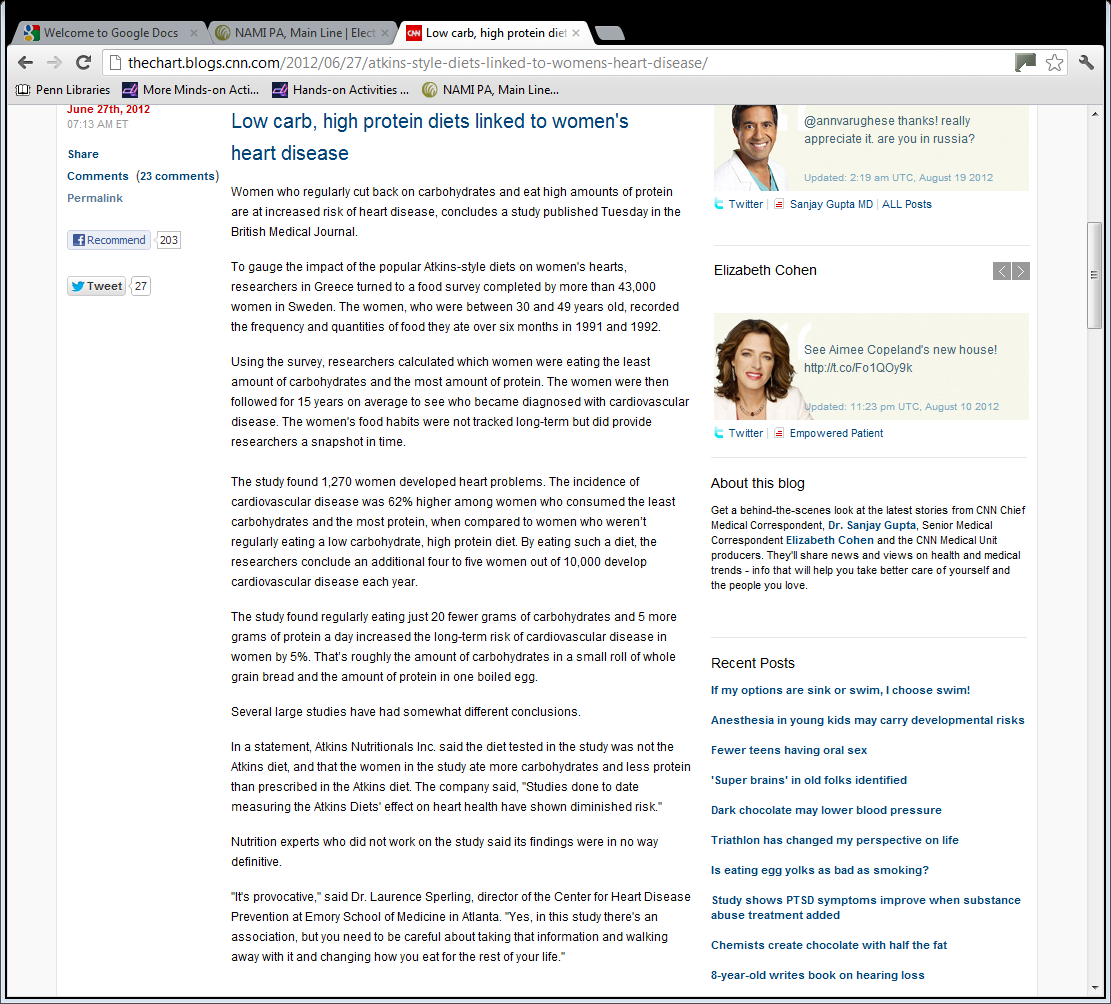 Welcome to Google Docs
NAMI PA, Main Line | Elect
CNN
Low carb, high protein diet
thechart.blogs.cnn.com/2012/06/27/atkins-style-diets-linked-to-womens-heart-disease/
Penn Libraries
More Minds-on Acti...
Hands-on Activities ...
NAMI PA, Main Line...
June 27th, 2012
07:13 AM ET
Share
Comments (23 comments)
Permalink
Recommend 203
Tweet 27
Low carb, high protein diets linked to women's
heart disease
Women who regularly cut back on carbohydrates and eat high amounts of protein
are at increased risk of heart disease, concludes a study published Tuesday in the
British Medical Journal.
To gauge the impact of the popular Atkins-style diets on women's hearts,
researchers in Greece turned to a food survey completed by more than 43,000
women in Sweden. The women, who were between 30 and 49 years old, recorded
the frequency and quantities of food they ate over six months in 1991 and 1992.
Using the survey, researchers calculated which women were eating the least
amount of carbohydrates and the most amount of protein. The women were then
followed for 15 years on average to see who became diagnosed with cardiovascular
disease. The women's food habits were not tracked long-term but did provide
researchers a snapshot in time.
The study found 1,270 women developed heart problems. The incidence of
cardiovascular disease was 62% higher among women who consumed the least
carbohydrates and the most protein, when compared to women who weren't
regularly eating a low carbohydrate, high protein diet. By eating such a diet, the
researchers conclude an additional four to five women out of 10,000 develop
cardiovascular disease each year.
The study found regularly eating just 20 fewer grams of carbohydrates and 5 more
grams of protein a day increased the long-term risk of cardiovascular disease in
women by 5%. That's roughly the amount of carbohydrates in a small roll of whole
grain bread and the amount of protein in one boiled egg.
Several large studies have had somewhat different conclusions.
In a statement, Atkins Nutritionals Inc. said the diet tested in the study was not the
Atkins diet, and that the women in the study ate more carbohydrates and less protein
than prescribed in the Atkins diet. The company said, "Studies done to date
measuring the Atkins Diets' effect on heart health have shown diminished risk."
Nutrition experts who did not work on the study said its findings were in no way
definitive.
"It's provocative," said Dr. Laurence Sperling, director of the Center for Heart Disease
Prevention at Emory School of Medicine in Atlanta. "Yes, in this study there's an
association, but you need to be careful about taking that information and walking
away with it and changing how you eat for the rest of your life."
@annvarughese thanks! really
appreciate it. are you in russia?
Updated: 2:19 am UTC, August 19 2012
Twitter | Sanjay Gupta MD | ALL Posts
Elizabeth Cohen
See Aimee Copeland's new house!
http://t.co/Fo1QOy9k
Updated: 11:23 pm UTC, August 10 2012
Twitter | Empowered Patient
About this blog
Get a behind-the-scenes look at the latest stories from CNN Chief
Medical Correspondent, Dr. Sanjay Gupta, Senior Medical
Correspondent Elizabeth Cohen and the CNN Medical Unit
producers. They'll share news and views on health and medical
trends - info that will help you take better care of yourself and
the people you love.
Recent Posts
If my options are sink or swim, I choose swim!
Anesthesia in young kids may carry developmental risks
Fewer teens having oral sex
'Super brains' in old folks identified
Dark chocolate may lower blood pressure
Triathlon has changed my perspective on life
Is eating egg yolks as bad as smoking?
Study shows PTSD symptoms improve when substance
abuse treatment added
Chemists create chocolate with half the fat
8-year-old writes book on hearing loss